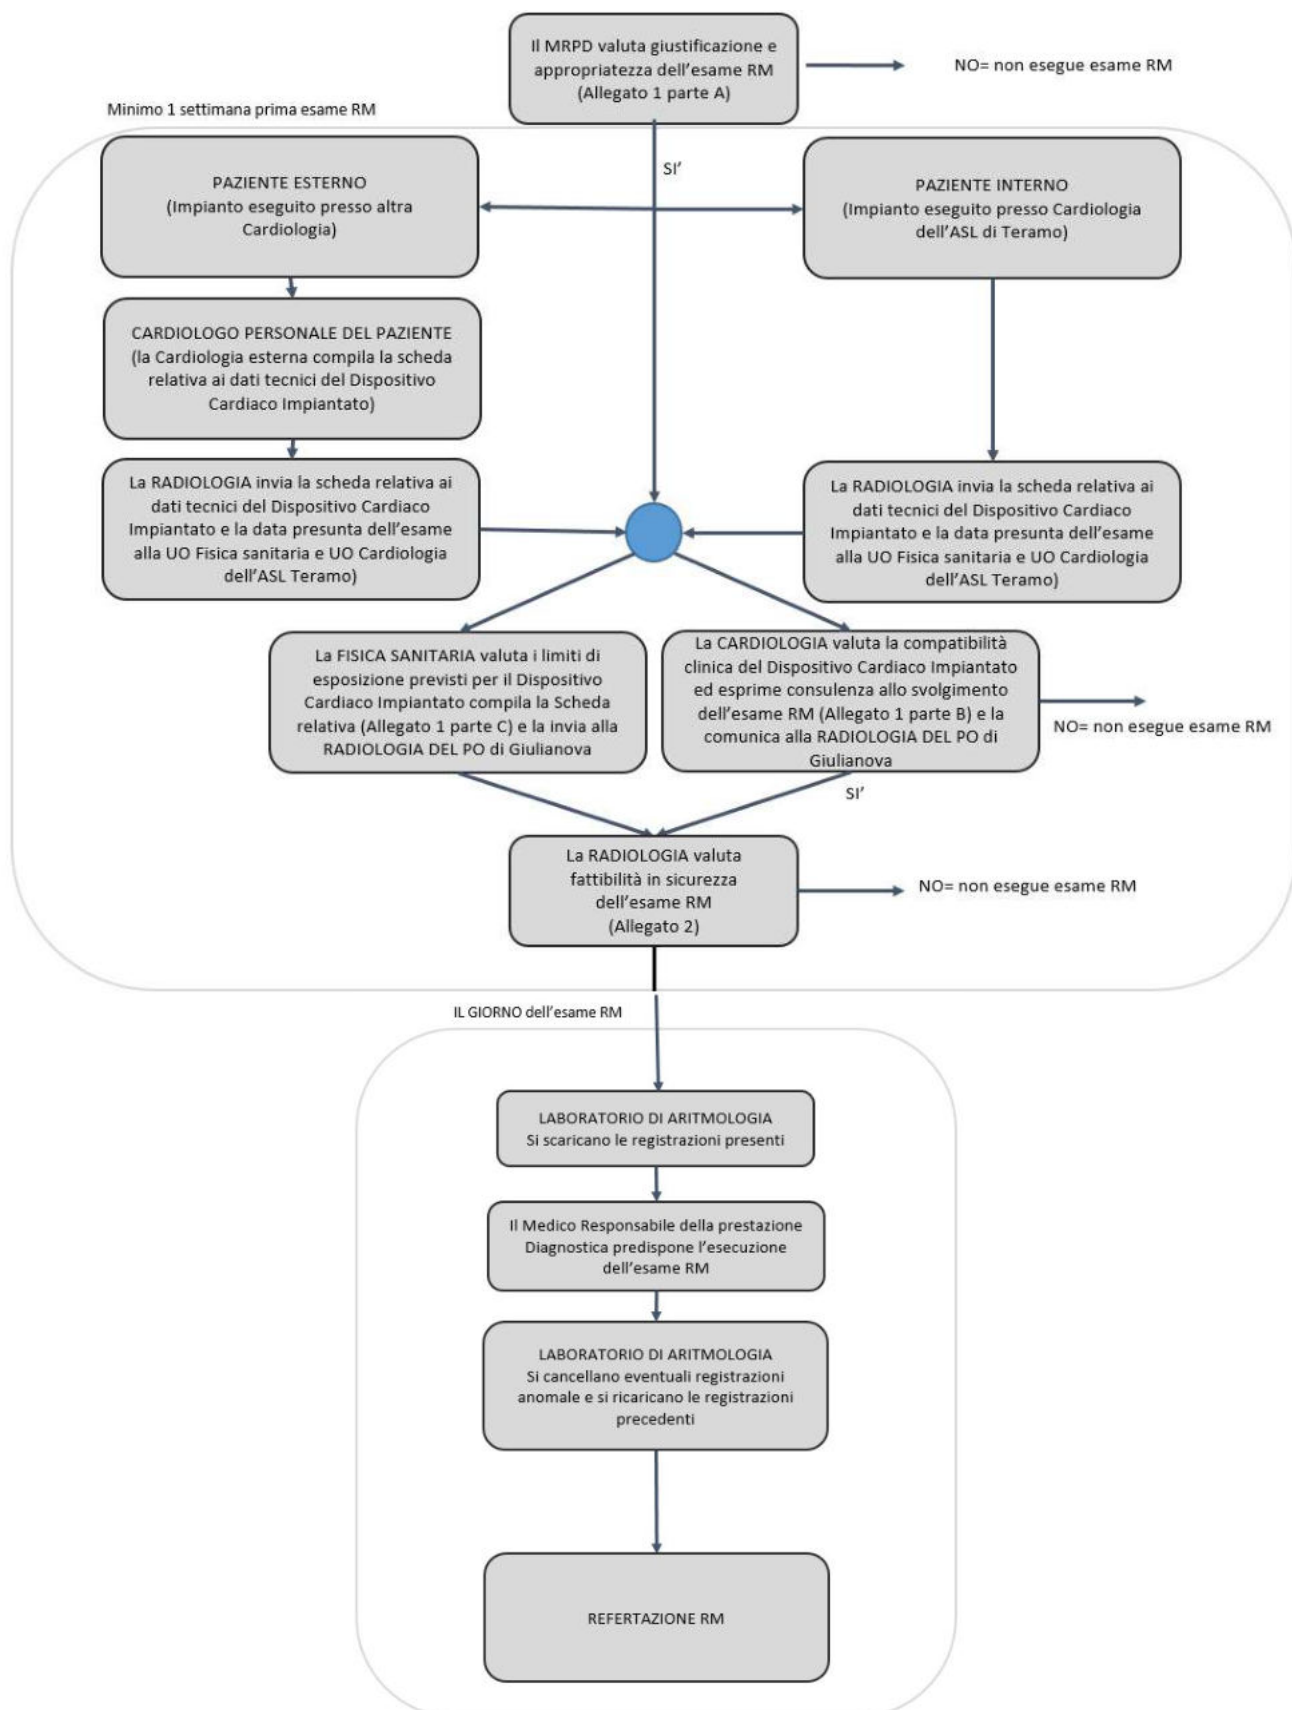 Il MRPD valuta giustificazione e
appropriatezza dell'esame RM
(Allegato 1 parte A)
NO= non esegue esame RM
Minimo 1 settimana prima esame RM
SI'
PAZIENTE ESTERNO
(Impianto eseguito presso altra
Cardiologia)
PAZIENTE INTERNO
(Impianto eseguito presso Cardiologia
dell'ASL di Teramo)
CARDIOLOGO PERSONALE DEL PAZIENTE
(la Cardiologia esterna compila la scheda
relativa ai dati tecnici del Dispositivo
Cardiaco Impiantato)
La RADIOLOGIA invia la scheda relativa ai
dati tecnici del Dispositivo Cardiaco
Impiantato e la data presunta dell'esame
alla UO Fisica sanitaria e UO Cardiologia
dell'ASL Teramo)
La RADIOLOGIA invia la scheda relativa ai
dati tecnici del Dispositivo Cardiaco
Impiantato e la data presunta dell'esame
alla UO Fisica sanitaria e UO Cardiologia
dell'ASL Teramo)
La FISICA SANITARIA valuta i limiti di
esposizione previsti per il Dispositivo
Cardiaco Impiantato compila la Scheda
relativa (Allegato 1 parte C) e la invia alla
RADIOLOGIA DEL PO di Giulianova
La CARDIOLOGIA valuta la compatibilità
clinica del Dispositivo Cardiaco Impiantato
ed esprime consulenza allo svolgimento
dell'esame RM (Allegato 1 parte B) e la
comunica alla RADIOLOGIA DEL PO di
Giulianova
NO= non esegue esame RM
SI'
La RADIOLOGIA valuta
fattibilità in sicurezza
dell'esame RM
(Allegato 2)
NO= non esegue esame RM
IL GIORNO dell'esame RM
LABORATORIO DI ARITMOLOGIA
Si scaricano le registrazioni presenti
Il Medico Responsabile della prestazione
Diagnostica predispone l'esecuzione
dell'esame RM
LABORATORIO DI ARITMOLOGIA
Si cancellano eventuali registrazioni
anomale e si ricaricano le registrazioni
precedenti
REFERTAZIONE RM